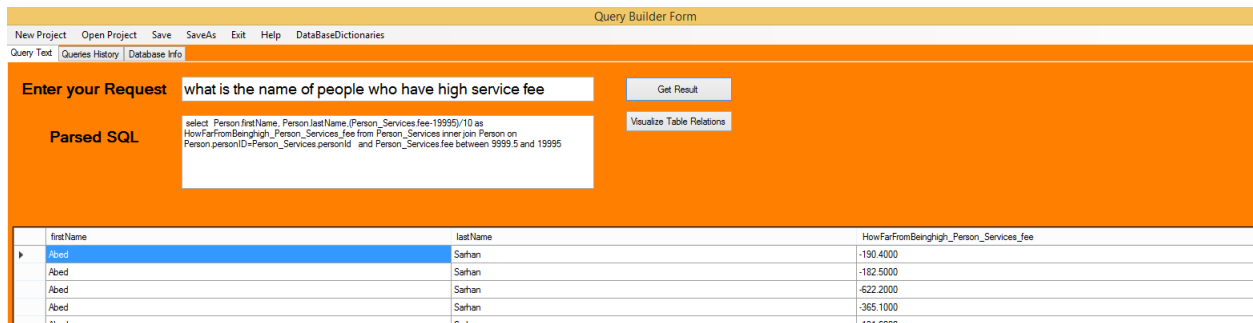 Query Builder Form
New Project Open Project Save SaveAs Exit Help DataBaseDictionaries
Query Text Queries History Database Info
Enter your Request what is the name of people who have high service fee Get Result
Visualize Table Relations
Parsed SQL
select Person.firstName, Person.lastName,(Person_Services.fee-19995)/10 as
HowFarFromBeinghigh_Person_Services_fee from Person_Services inner join Person on
Person.personID=Person_Services.personId and Person_Services.fee between 9999.5 and 19995
firstName lastName HowFarFromBeinghigh_Person_Services_fee
Abed Sarhan -190.4000
Abed Sarhan -182.5000
Abed Sarhan -622.2000
Abed Sarhan -365.1000